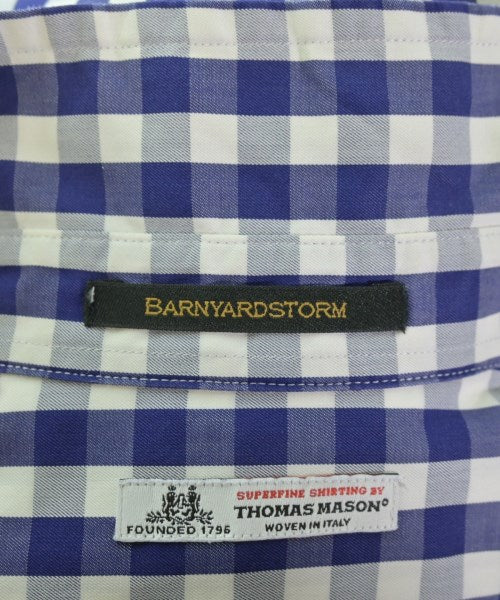 BARNYARDSTORM
SUPERFINE SHIRTING BY
THOMAS MASON°
FOUNDED 1796 WOVEN IN ITALY